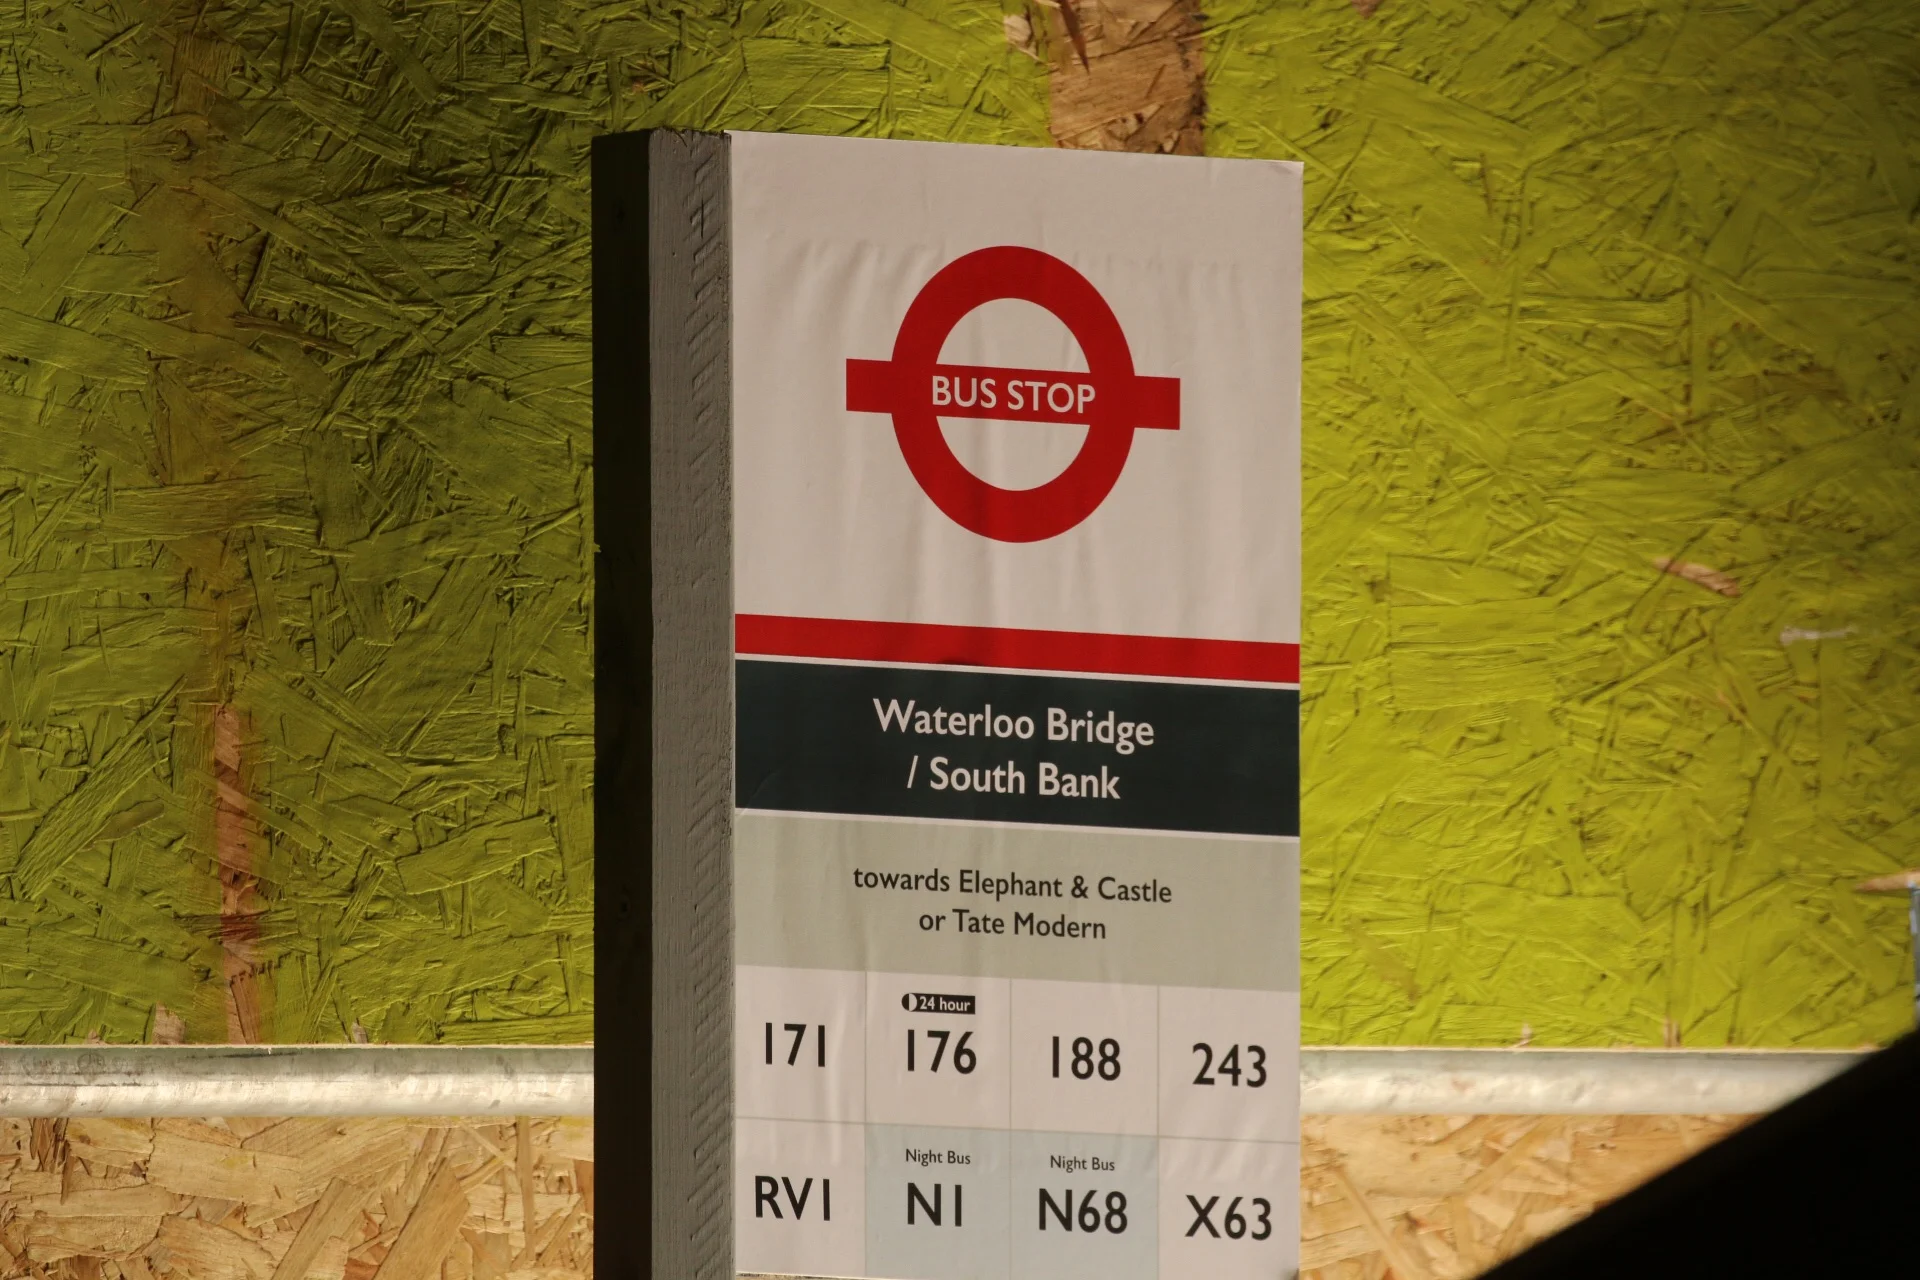 BUS STOP
Waterloo Bridge
/ South Bank
towards Elephant & Castle
or Tate Modern
24 hour
171 176 188 243
Night Bus Night Bus
RV1 N1 N68 X63